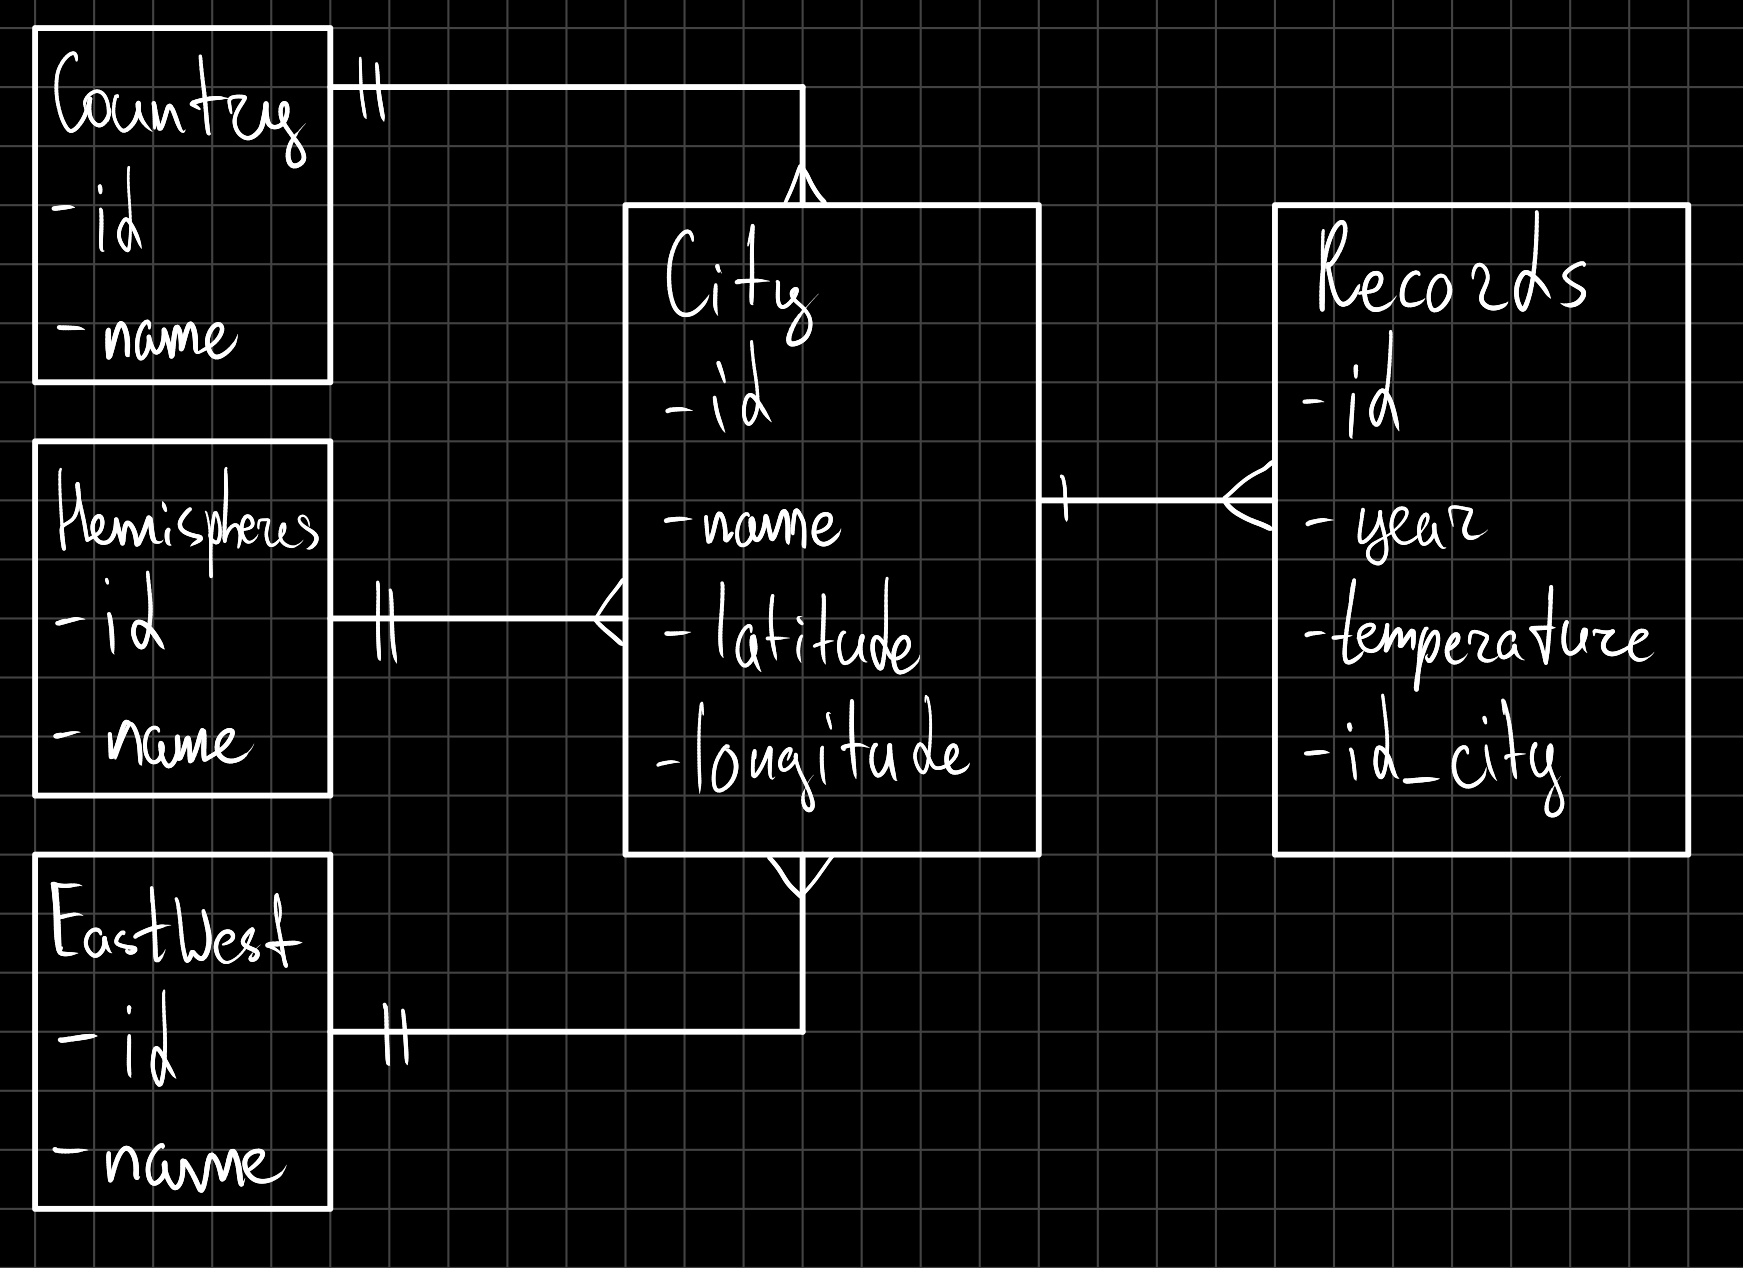 Country
- id
- name
Hemispheres
- id
- name
EastWest
- id
- name
City
- id
- name
- latitude
- longitude
Records
- id
- year
- temperature
- id_city